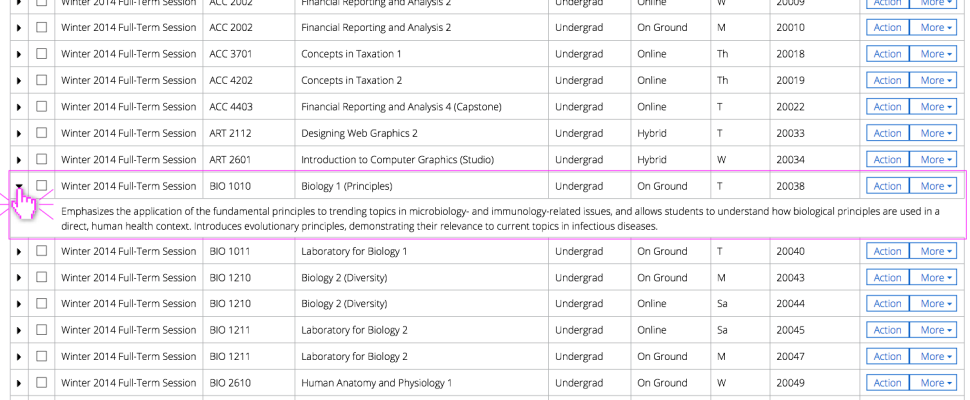 Winter 2014 Full-Term Session ACC 2002 Financial Reporting and Analysis 2 Undergrad Online W 20009 Action More
Winter 2014 Full-Term Session ACC 2002 Financial Reporting and Analysis 2 Undergrad On Ground M 20010 Action More
Winter 2014 Full-Term Session ACC 3701 Concepts in Taxation 1 Undergrad Online Th 20018 Action More
Winter 2014 Full-Term Session ACC 4202 Concepts in Taxation 2 Undergrad Online Th 20019 Action More
Winter 2014 Full-Term Session ACC 4403 Financial Reporting and Analysis 4 (Capstone) Undergrad Online T 20022 Action More
Winter 2014 Full-Term Session ART 2112 Designing Web Graphics 2 Undergrad Hybrid T 20033 Action More
Winter 2014 Full-Term Session ART 2601 Introduction to Computer Graphics (Studio) Undergrad Hybrid W 20034 Action More
Winter 2014 Full-Term Session BIO 1010 Biology 1 (Principles) Undergrad On Ground T 20038 Action More
Emphasizes the application of the fundamental principles to trending topics in microbiology- and immunology-related issues, and allows students to understand how biological principles are used in a
direct, human health context. Introduces evolutionary principles, demonstrating their relevance to current topics in infectious diseases.
Winter 2014 Full-Term Session BIO 1011 Laboratory for Biology 1 Undergrad On Ground T 20040 Action More
Winter 2014 Full-Term Session BIO 1210 Biology 2 (Diversity) Undergrad On Ground M 20043 Action More
Winter 2014 Full-Term Session BIO 1210 Biology 2 (Diversity) Undergrad Online Sa 20044 Action More
Winter 2014 Full-Term Session BIO 1211 Laboratory for Biology 2 Undergrad Online Sa 20045 Action More
Winter 2014 Full-Term Session BIO 1211 Laboratory for Biology 2 Undergrad On Ground M 20047 Action More
Winter 2014 Full-Term Session BIO 2610 Human Anatomy and Physiology 1 Undergrad On Ground W 20049 Action More